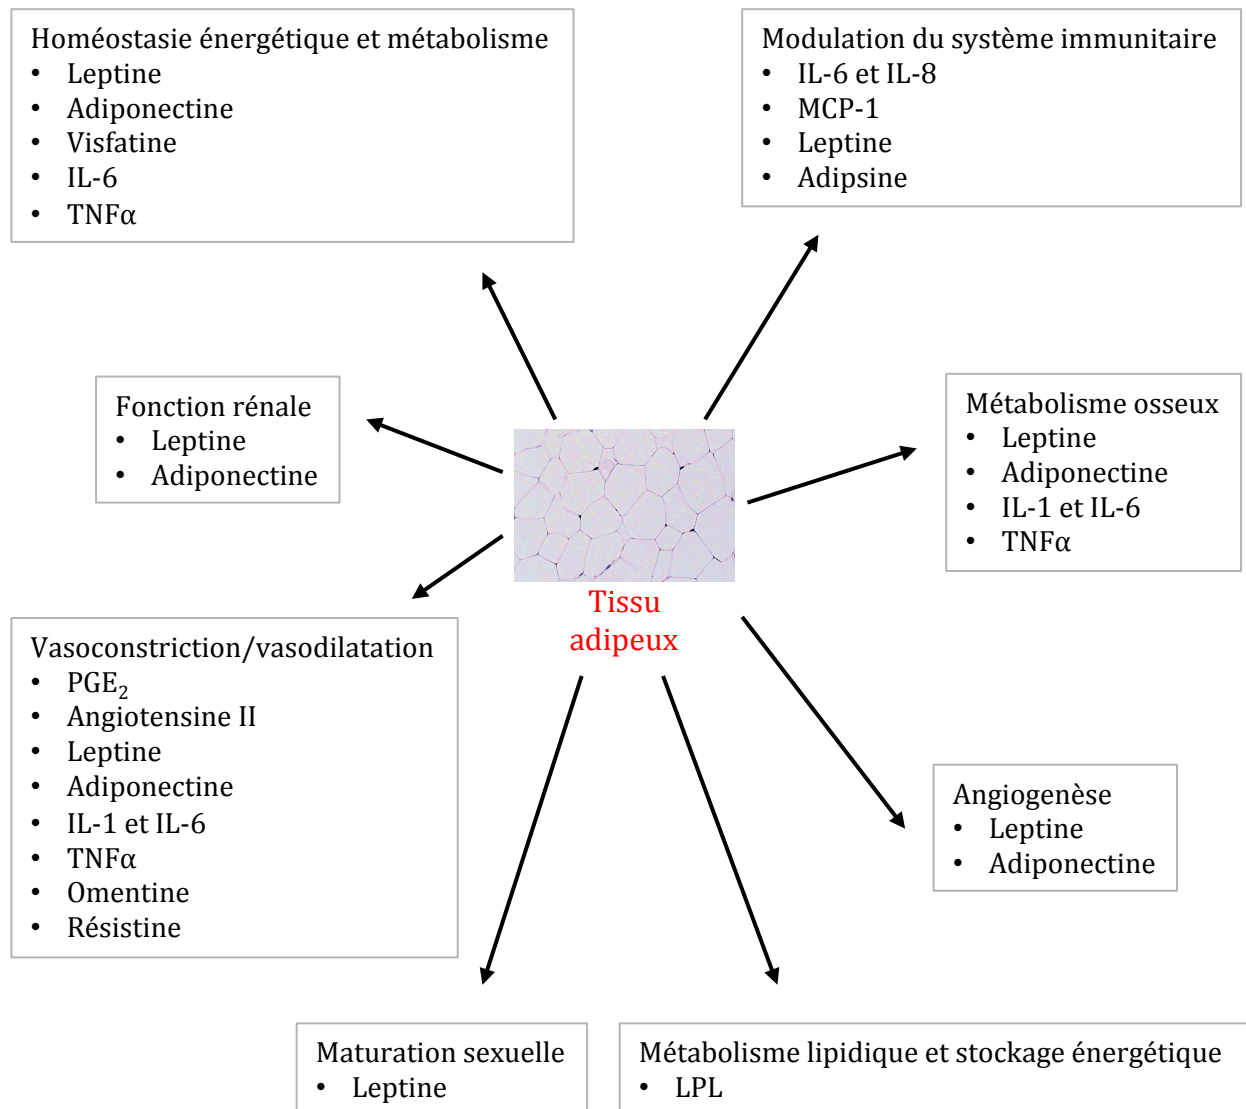 Homéostasie énergétique et métabolisme
• Leptine
• Adiponectine
• Visfatine
• IL-6
• TNFα
Modulation du système immunitaire
• IL-6 et IL-8
• MCP-1
• Leptine
• Adipsine
Fonction rénale
• Leptine
• Adiponectine
Métabolisme osseux
• Leptine
• Adiponectine
• IL-1 et IL-6
• TNFα
Tissu
adipeux
Vasoconstriction/vasodilatation
• PGE₂
• Angiotensine II
• Leptine
• Adiponectine
• IL-1 et IL-6
• TNFα
• Omentine
• Résistine
Angiogenèse
• Leptine
• Adiponectine
Maturation sexuelle
• Leptine
Métabolisme lipidique et stockage énergétique
• LPL